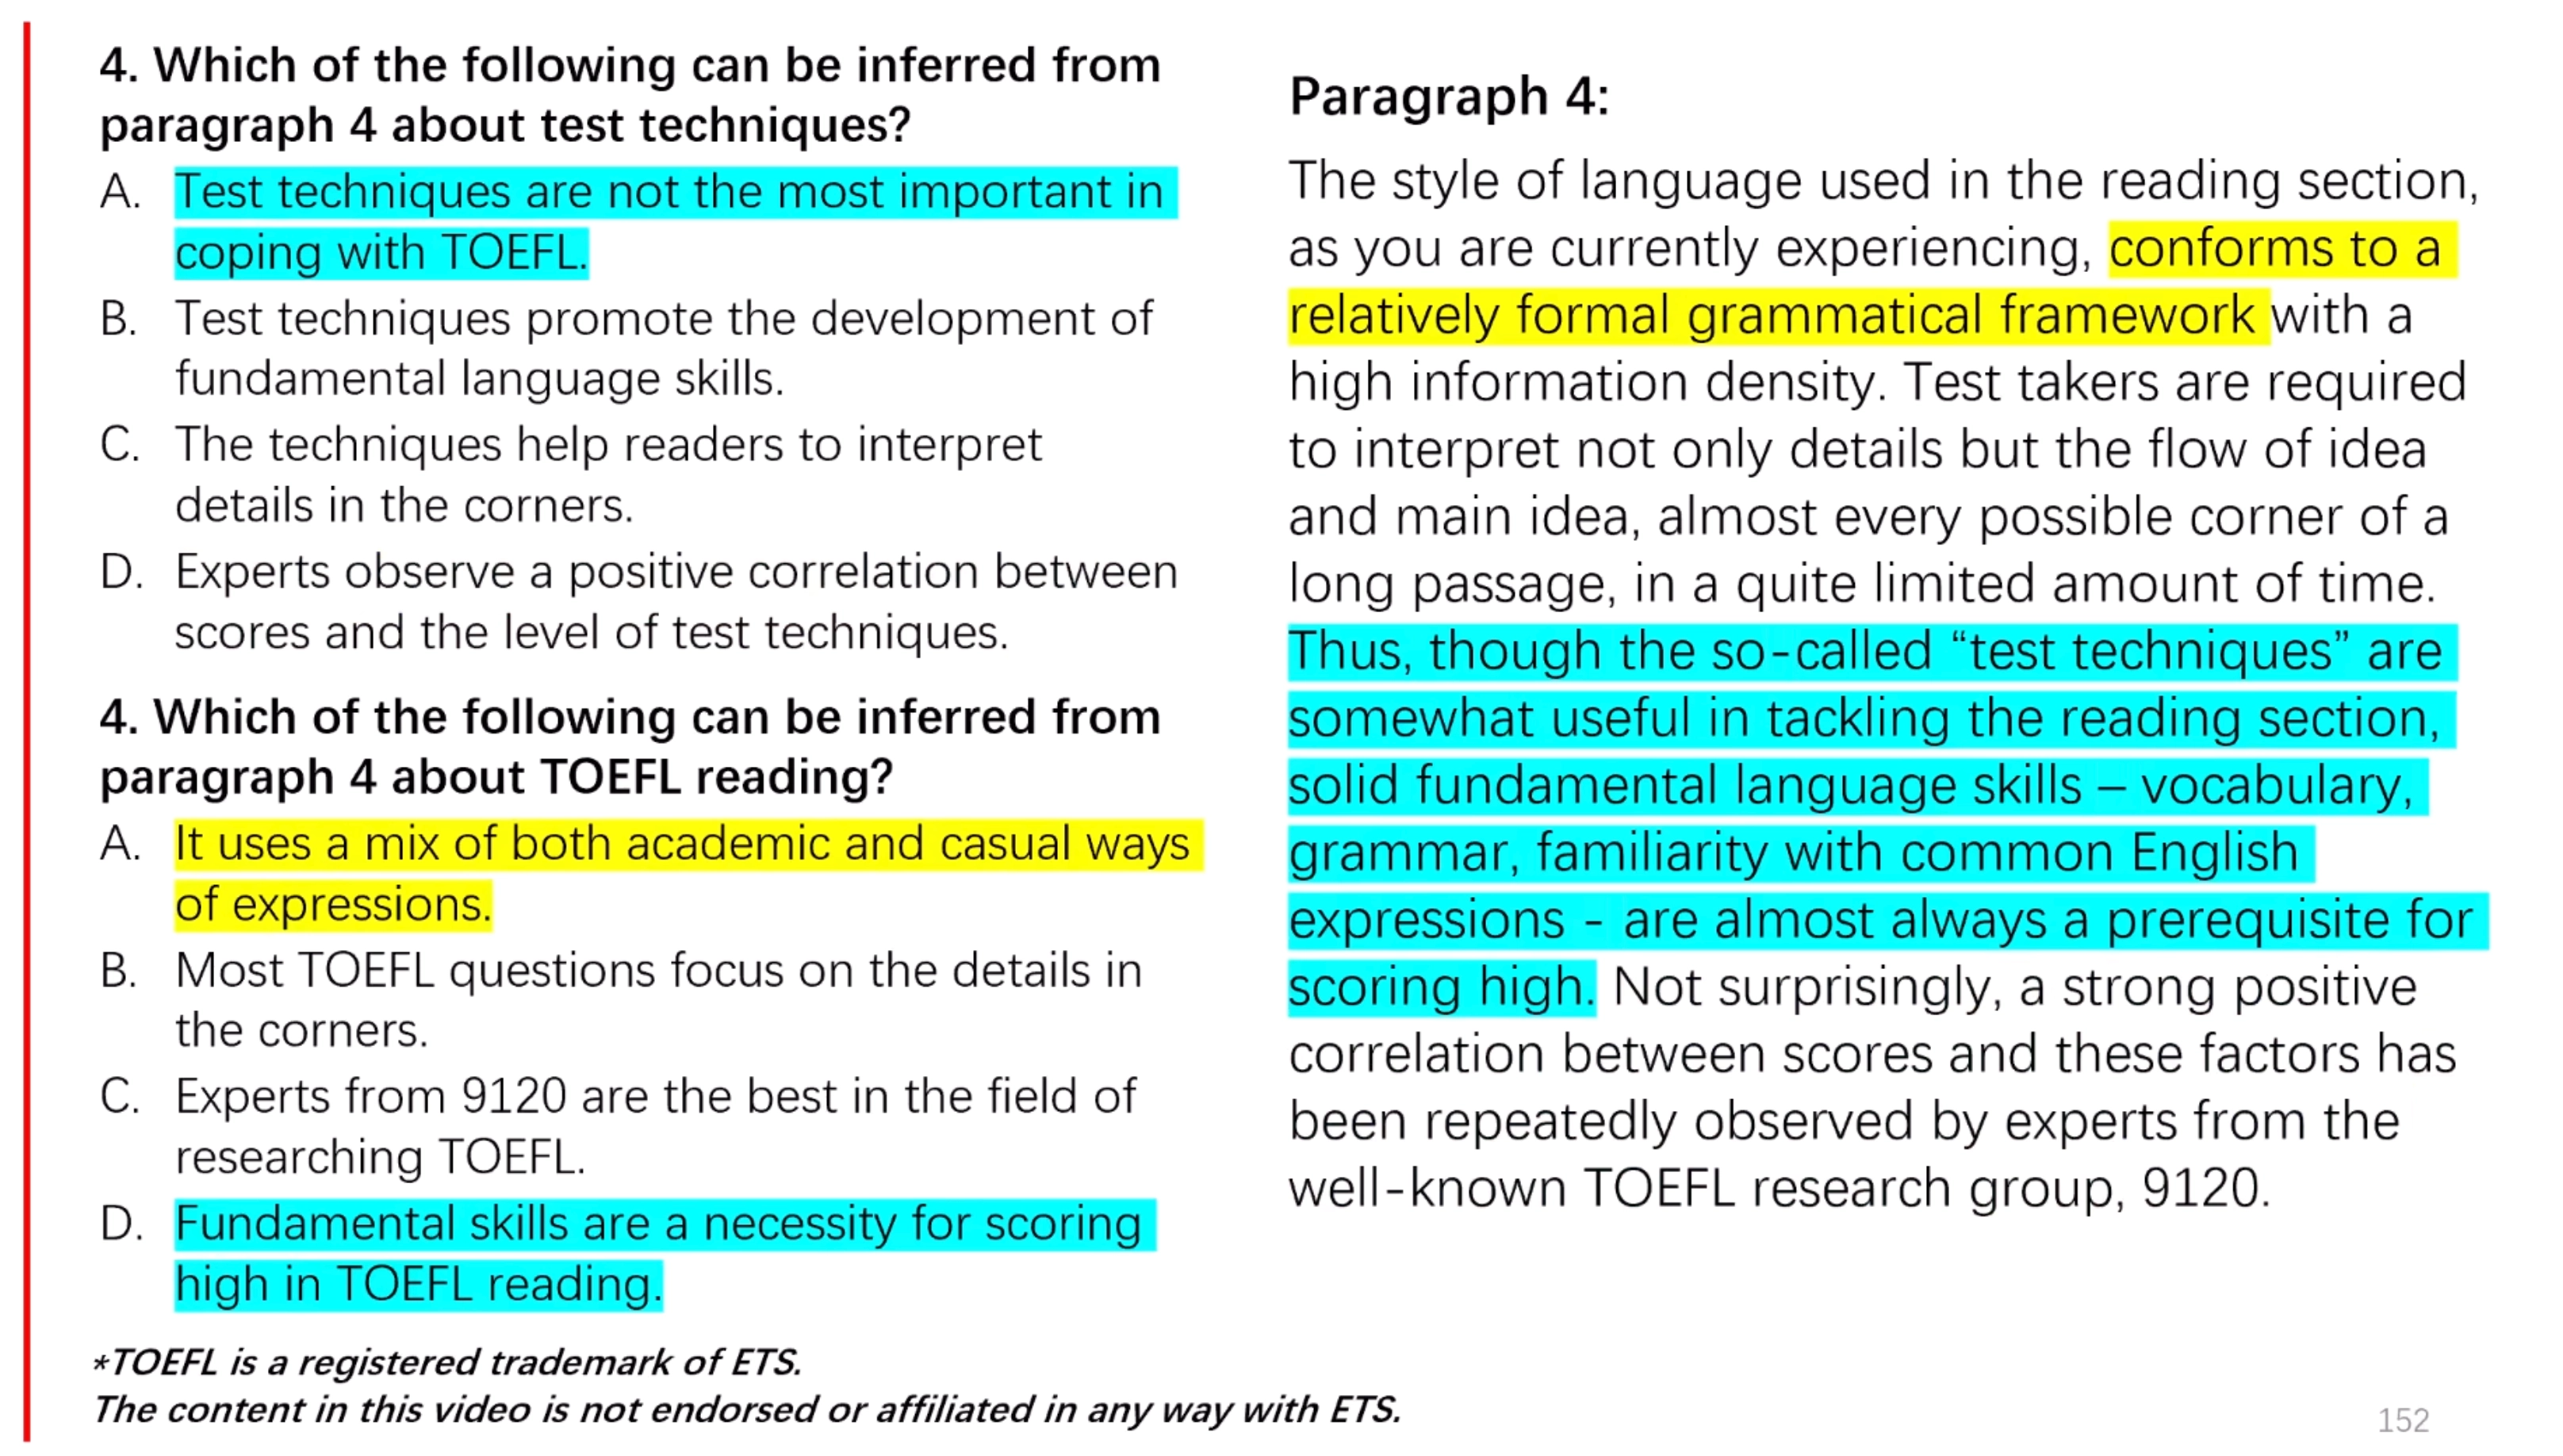 4. Which of the following can be inferred from
paragraph 4 about test techniques?
A. Test techniques are not the most important in
coping with TOEFL.
B. Test techniques promote the development of
fundamental language skills.
C. The techniques help readers to interpret
details in the corners.
D. Experts observe a positive correlation between
scores and the level of test techniques.
4. Which of the following can be inferred from
paragraph 4 about TOEFL reading?
A. It uses a mix of both academic and casual ways
of expressions.
B. Most TOEFL questions focus on the details in
the corners.
C. Experts from 9120 are the best in the field of
researching TOEFL.
D. Fundamental skills are a necessity for scoring
high in TOEFL reading.
Paragraph 4:
The style of language used in the reading section,
as you are currently experiencing, conforms to a
relatively formal grammatical framework with a
high information density. Test takers are required
to interpret not only details but the flow of idea
and main idea, almost every possible corner of a
long passage, in a quite limited amount of time.
Thus, though the so-called “test techniques” are
somewhat useful in tackling the reading section,
solid fundamental language skills – vocabulary,
grammar, familiarity with common English
expressions - are almost always a prerequisite for
scoring high. Not surprisingly, a strong positive
correlation between scores and these factors has
been repeatedly observed by experts from the
well-known TOEFL research group, 9120.
*TOEFL is a registered trademark of ETS.
The content in this video is not endorsed or affiliated in any way with ETS.
152